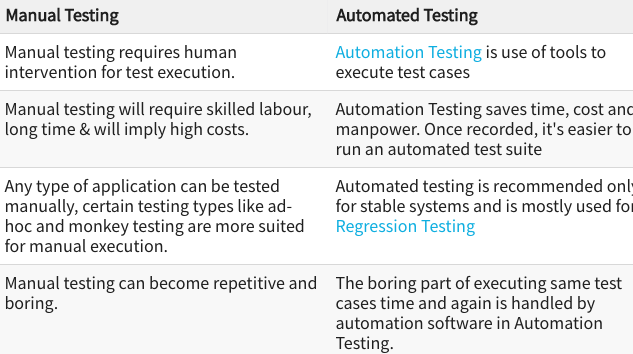 Manual Testing
Automated Testing
Manual testing requires human
intervention for test execution.
Automation Testing is use of tools to
execute test cases
Manual testing will require skilled labour,
long time & will imply high costs.
Automation Testing saves time, cost and
manpower. Once recorded, it's easier to
run an automated test suite
Any type of application can be tested
manually, certain testing types like ad-
hoc and monkey testing are more suited
for manual execution.
Automated testing is recommended only
for stable systems and is mostly used for
Regression Testing
Manual testing can become repetitive and
boring.
The boring part of executing same test
cases time and again is handled by
automation software in Automation
Testing.